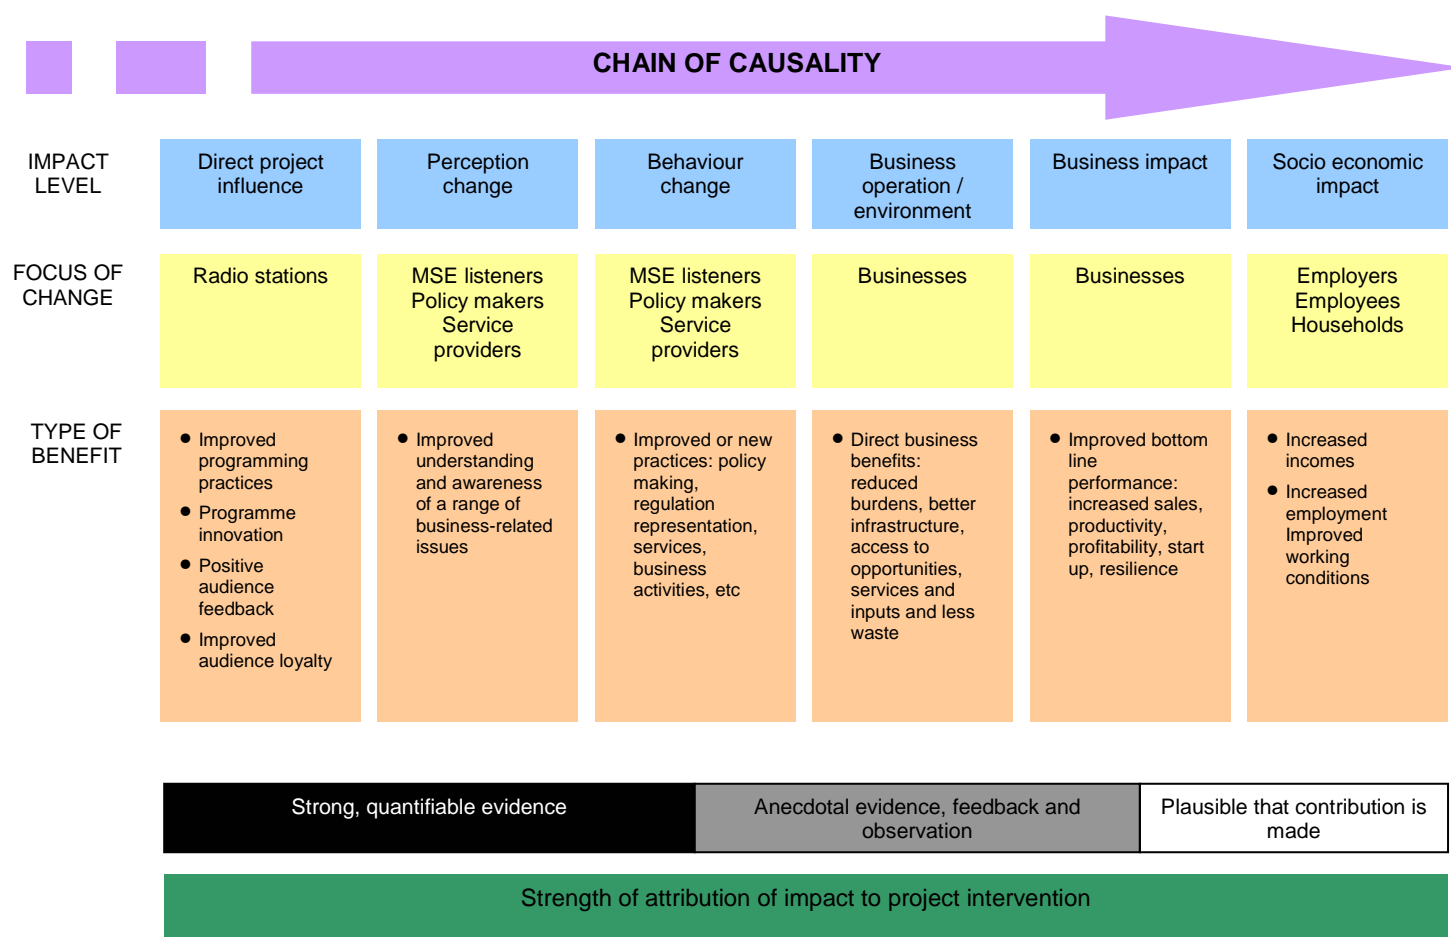 CHAIN OF CAUSALITY
IMPACT
LEVEL
Direct project
influence
Perception
change
Behaviour
change
Business
operation /
environment
Business impact
Socio economic
impact
FOCUS OF
CHANGE
Radio stations
MSE listeners
Policy makers
Service
providers
MSE listeners
Policy makers
Service
providers
Businesses
Businesses
Employers
Employees
Households
TYPE OF
BENEFIT
• Improved
programming
practices
• Programme
innovation
• Positive
audience
feedback
• Improved
audience loyalty
• Improved
understanding
and awareness
of a range of
business-related
issues
• Improved or new
practices: policy
making,
regulation
representation,
services,
business
activities, etc
• Direct business
benefits:
reduced
burdens, better
infrastructure,
access to
opportunities,
services and
inputs and less
waste
• Improved bottom
line
performance:
increased sales,
productivity,
profitability, start
up, resilience
• Increased
incomes
• Increased
employment
Improved
working
conditions
Strong, quantifiable evidence
Anecdotal evidence, feedback and
observation
Plausible that contribution is
made
Strength of attribution of impact to project intervention